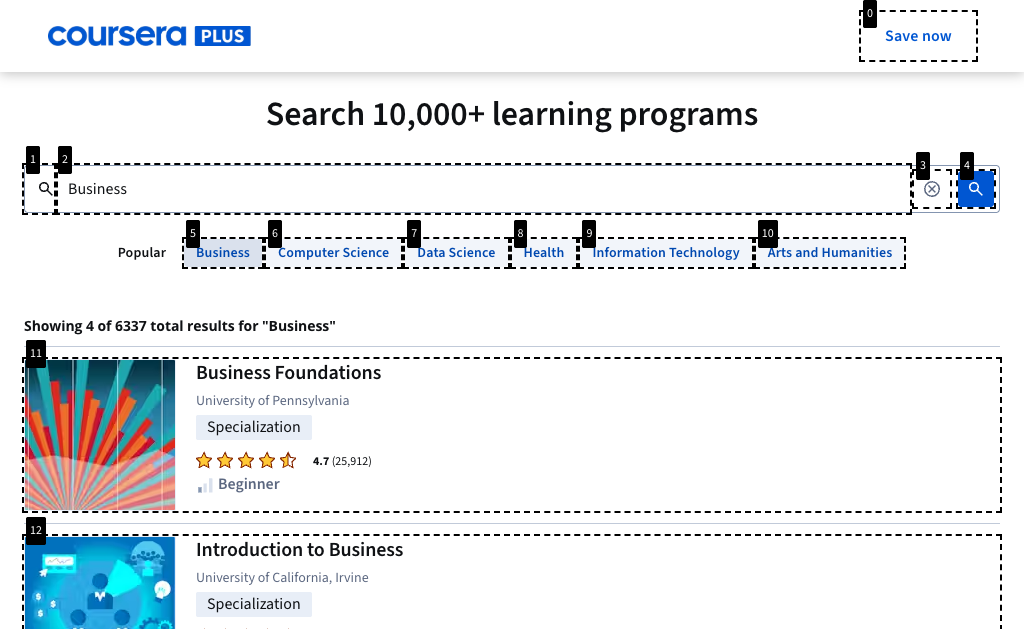 coursera PLUS
0
Save now
Search 10,000+ learning programs
1
2
Business
3
4
Popular
5
Business
6
Computer Science
7
Data Science
8
Health
9
Information Technology
10
Arts and Humanities
Showing 4 of 6337 total results for "Business"
11
Business Foundations
University of Pennsylvania
Specialization
4.7 (25,912)
Beginner
12
Introduction to Business
University of California, Irvine
Specialization